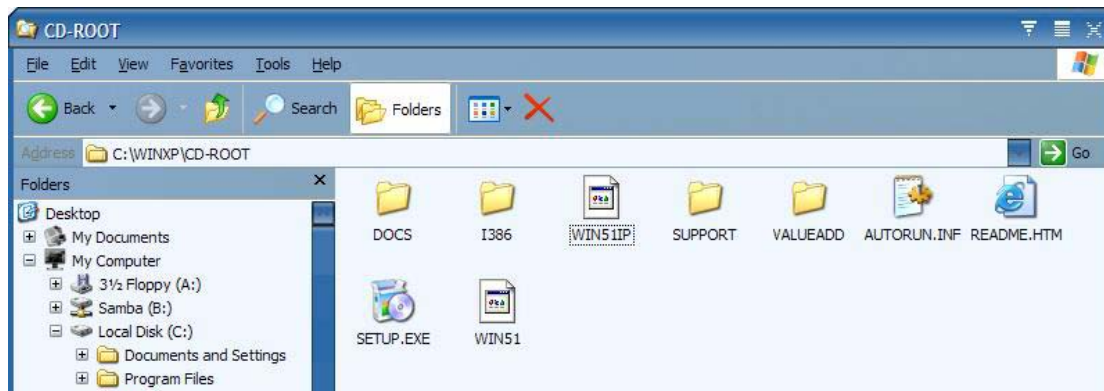 CD-ROOT
File Edit View Favorites Tools Help
Back Search Folders
Address C:\WINXP\CD-ROOT Go
Folders
Desktop
My Documents
My Computer
3½ Floppy (A:)
Samba (B:)
Local Disk (C:)
Documents and Settings
Program Files
DOCS I386 WIN51IP SUPPORT VALUEADD AUTORUN.INF README.HTM
SETUP.EXE WIN51